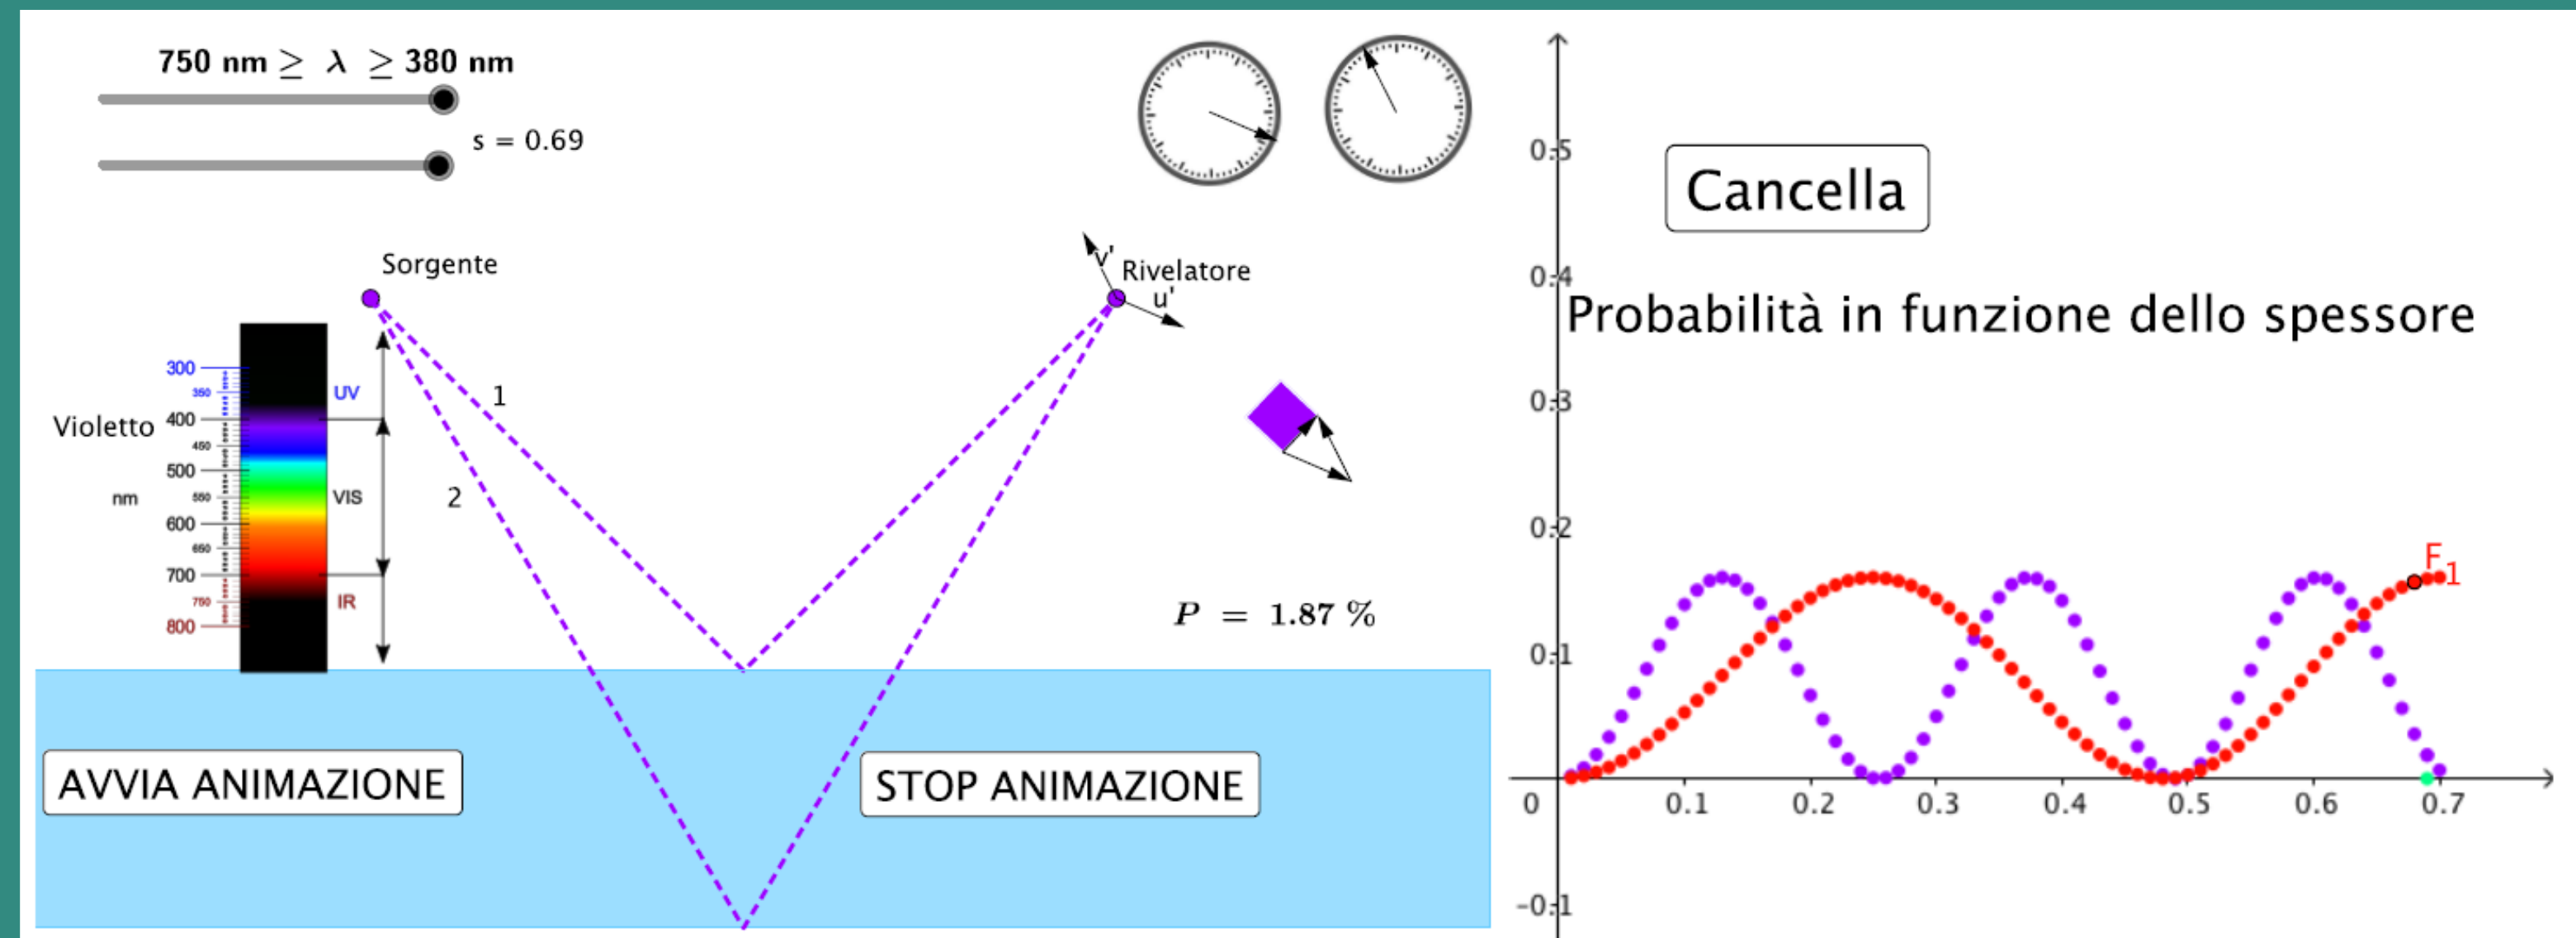 750 nm ≥ λ ≥ 380 nm
s = 0.69
Sorgente
v'
Rivelatore
u'
300
350
UV
1
Violetto
400
450
500
2
nm
550
VIS
600
650
700
750
IR
800
P = 1.87 %
AVVIA ANIMAZIONE
STOP ANIMAZIONE
0.5
Cancella
0.4
Probabilità in funzione dello spessore
0.3
0.2
F1
0.1
0 0.1 0.2 0.3 0.4 0.5 0.6 0.7
-0.1